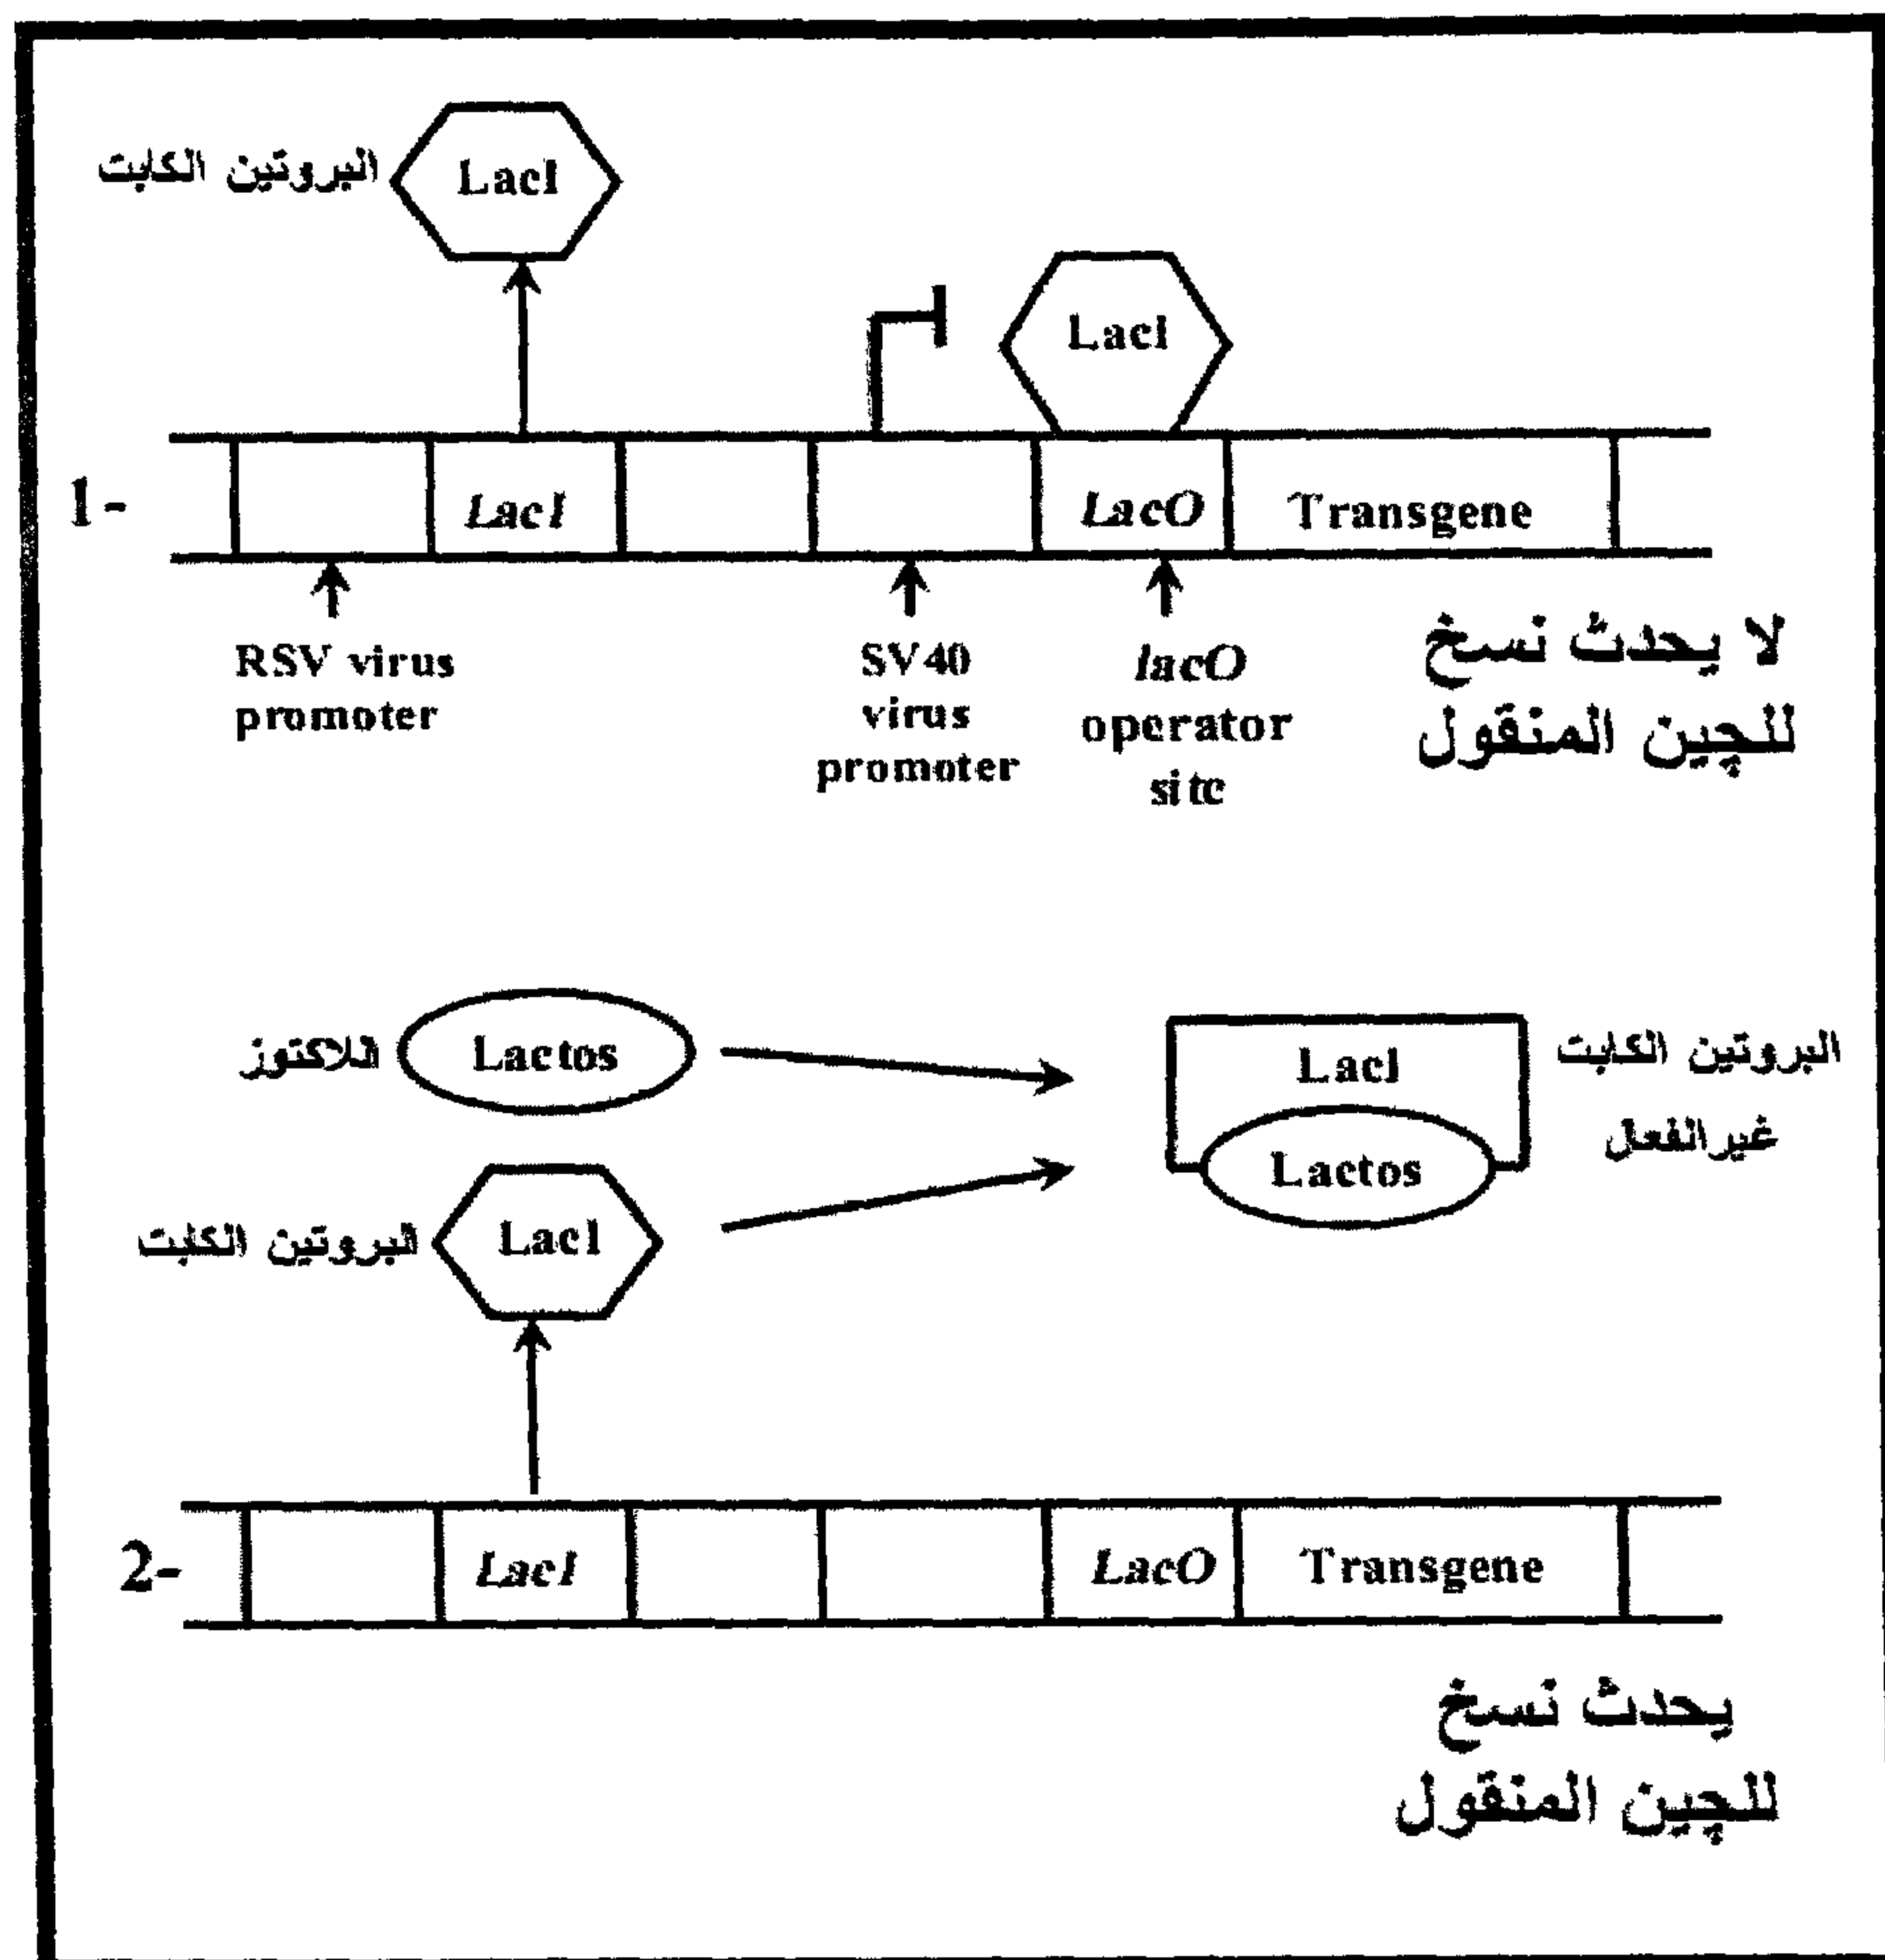 البروتين الكابت
LacI
LacI
1-
LacI
LacO
Transgene
RSV virus
promoter
SV40
virus
promoter
lacO
operator
site
لا يحدث نسخ
للچين المنقول
اللاكتوز
Lactos
LacI
Lactos
البروتين الكابت
غير الفعال
البروتين الكابت
LacI
2-
LacI
LacO
Transgene
يحدث نسخ
للچين المنقول